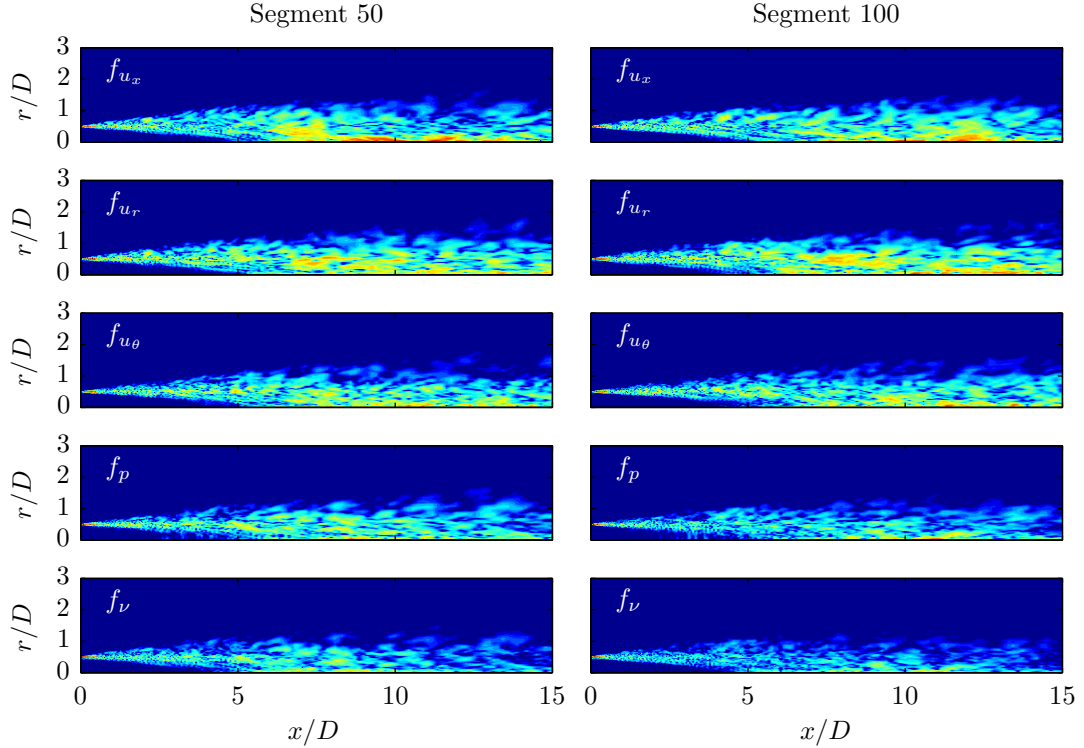 Segment 50 Segment 100
r/D 3 2 1 0 f_{u_x} f_{u_x}
r/D 3 2 1 0 f_{u_r} f_{u_r}
r/D 3 2 1 0 f_{u_θ} f_{u_θ}
r/D 3 2 1 0 f_p f_p
r/D 3 2 1 0 f_ν f_ν
0 5 10 15 0 5 10 15
x/D x/D